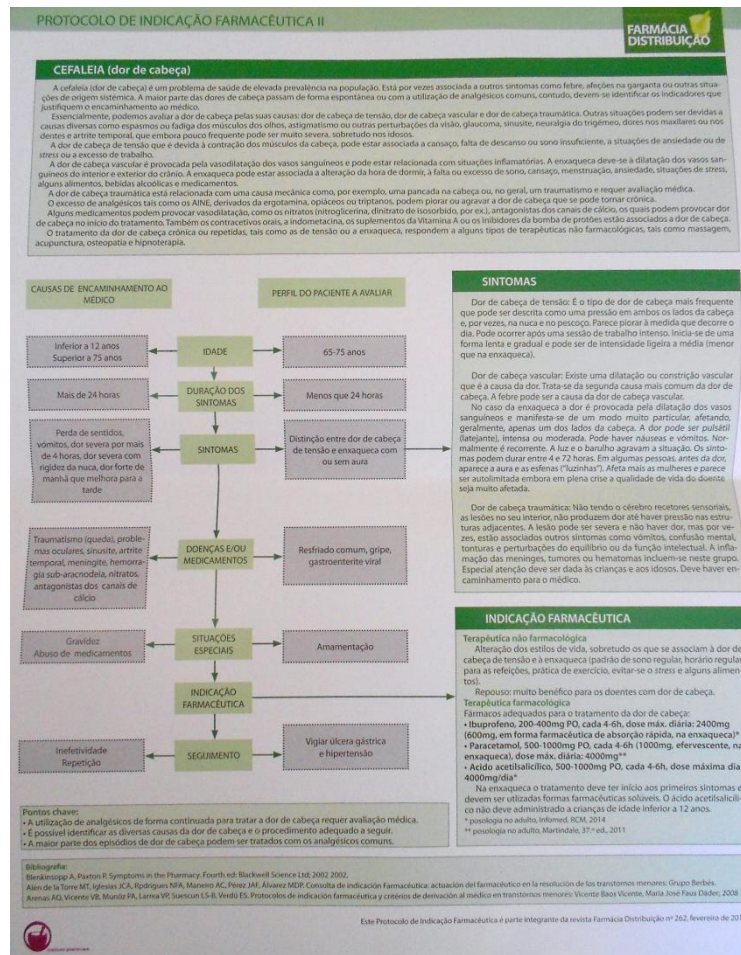 PROTOCOLO DE INDICAÇÃO FARMACÊUTICA II
FARMÁCIA
DISTRIBUIÇÃO
CEFALEIA (dor de cabeça)
A cefaleia (dor de cabeça) é um problema de saúde de elevada prevalência na população. Está por vezes associada a outros sintomas como febre, afeções na garganta ou outras situa-
ções de origem sistémica. A maior parte das dores de cabeça passam de forma espontânea ou com a utilização de analgésicos comuns, contudo, devem-se identificar os indicadores que
justifiquem o encaminhamento ao médico.
Essencialmente, podemos avaliar a dor de cabeça pelas suas causas: dor de cabeça de tensão, dor de cabeça vascular e dor de cabeça traumática. Outras situações podem ser devidas a
causas diversas como espasmos ou fadiga dos músculos dos olhos, astigmatismo ou outras perturbações da visão, glaucoma, sinusite, neuralgia do trigémeo, dores nos maxilares ou nos
dentes e artrite temporal, que embora pouco frequente pode ser muito severa, sobretudo nos idosos.
A dor de cabeça de tensão que é devida à contração dos músculos da cabeça, pode estar associada a cansaço, falta de descanso ou sono insuficiente, a situações de ansiedade ou de
stress ou a excesso de trabalho.
A dor de cabeça vascular é provocada pela vasodilatação dos vasos sanguíneos e pode estar relacionada com situações inflamatórias. A enxaqueca deve-se à dilatação dos vasos san-
guíneos do interior e exterior do crânio. A enxaqueca pode estar associada a alteração da hora de dormir, à falta ou excesso de sono, cansaço, menstruação, ansiedade, situações de stress,
alguns alimentos, bebidas alcoólicas e medicamentos.
A dor de cabeça traumática está relacionada com uma causa mecânica como, por exemplo, uma pancada na cabeça ou, no geral, um traumatismo e requer avaliação médica.
O excesso de analgésicos tais como os AINE, derivados da ergotamina, opiáceos ou triptanos, podem piorar ou agravar a dor de cabeça que se pode tornar crónica.
Alguns medicamentos podem provocar vasodilatação, como os nitratos (nitroglicerina, dinitrato de isosorbido, por ex.), antagonistas dos canais de cálcio, os quais podem provocar dor
de cabeça no início do tratamento. Também os contracetivos orais, a indometacina, os suplementos da Vitamina A ou os inibidores da bomba de protões estão associados a dor de cabeça.
O tratamento da dor de cabeça crónica ou repetidas, tais como as de tensão ou a enxaqueca, respondem a alguns tipos de terapêuticas não farmacológicas, tais como massagem,
acupunctura, osteopatia e hipnoterapia.
CAUSAS DE ENCAMINHAMENTO AO
MÉDICO
PERFIL DO PACIENTE A AVALIAR
Inferior a 12 anos
Superior a 75 anos
IDADE
65-75 anos
Mais de 24 horas
DURAÇÃO DOS
SINTOMAS
Menos que 24 horas
Perda de sentidos,
vómitos, dor severa por mais
de 4 horas, dor severa com
rigidez da nuca, dor forte de
manhã que melhora para a
tarde
SINTOMAS
Distinção entre dor de cabeça
de tensão e enxaqueca com
ou sem aura
Traumatismo (queda), proble-
mas oculares, sinusite, artrite
temporal, meningite, hemorra-
gia sub-aracnodeia, nitratos,
antagonistas dos canais de
cálcio
DOENÇAS E/OU
MEDICAMENTOS
Resfriado comum, gripe,
gastroenterite viral
Gravidez
Abuso de medicamentos
SITUAÇÕES
ESPECIAIS
Amamentação
INDICAÇÃO
FARMACÊUTICA
Inefetividade
Repetição
SEGUIMENTO
Vigiar úlcera gástrica
e hipertensão
SINTOMAS
Dor de cabeça de tensão: É o tipo de dor de cabeça mais frequente
que pode ser descrita como uma pressão em ambos os lados da cabeça
e, por vezes, na nuca e no pescoço. Parece piorar à medida que decorre o
dia. Pode ocorrer após uma sessão de trabalho intenso. Inicia-se de uma
forma lenta e gradual e pode ser de intensidade ligeira a média (menor
que na enxaqueca).
Dor de cabeça vascular: Existe uma dilatação ou constrição vascular
que é a causa da dor. Trata-se da segunda causa mais comum da dor de
cabeça. A febre pode ser a causa da dor de cabeça vascular.
No caso da enxaqueca a dor é provocada pela dilatação dos vasos
sanguíneos e manifesta-se de um modo muito particular, afetando,
geralmente, apenas um dos lados da cabeça. A dor pode ser pulsátil
(latejante), intensa ou moderada. Pode haver náuseas e vómitos. Nor-
malmente é recorrente. A luz e o barulho agravam a situação. Os sinto-
mas podem durar entre 4 e 72 horas. Em algumas pessoas, antes da dor,
aparece a aura e as esfenas ("luzinhas"). Afeta mais as mulheres e parece
ser autolimitada embora em plena crise a qualidade de vida do doente
seja muito afetada.
Dor de cabeça traumática: Não tendo o cérebro recetores sensoriais,
as lesões no seu interior, não produzem dor até haver pressão nas estru-
turas adjacentes. A lesão pode ser severa e não haver dor, mas por ve-
zes, estão associados outros sintomas como vómitos, confusão mental,
tonturas e perturbações do equilíbrio ou da função intelectual. A infla-
mação das meninges, tumores ou hematomas incluem-se neste grupo.
Especial atenção deve ser dada às crianças e aos idosos. Deve haver en-
caminhamento para o médico.
INDICAÇÃO FARMACÊUTICA
Terapêutica não farmacológica
Alteração dos estilos de vida, sobretudo os que se associam à dor de
cabeça de tensão e à enxaqueca (padrão de sono regular, horário regular
para as refeições, prática de exercício, evitar-se o stress e alguns alimen-
tos).
Repouso: muito benéfico para os doentes com dor de cabeça.
Terapêutica farmacológica
Fármacos adequados para o tratamento da dor de cabeça:
• Ibuprofeno, 200-400mg PO, cada 4-6h, dose máx. diária: 2400mg
(600mg, em forma farmacêutica de absorção rápida, na enxaqueca)*
• Paracetamol, 500-1000mg PO, cada 4-6h (1000mg, efervescente, na
enxaqueca), dose máx. diária: 4000mg**
• Acido acetilsalicílico, 500-1000mg PO, cada 4-6h, dose máxima dia
4000mg/dia*
Na enxaqueca o tratamento deve ter início aos primeiros sintomas e
devem ser utilizadas formas farmacêuticas solúveis. O ácido acetilsalicíli-
co não deve administrado a crianças de idade inferior a 12 anos.
* posologia no adulto, Infomed, RCM, 2014
** posologia no adulto, Martindale, 37.ª ed., 2011
Pontos chave:
• A utilização de analgésicos de forma continuada para tratar a dor de cabeça requer avaliação médica.
• É possível identificar as diversas causas da dor de cabeça e o procedimento adequado a seguir.
• A maior parte dos episódios de dor de cabeça podem ser tratados com os analgésicos comuns.
Bibliografia:
Blenkinsopp A, Paxton P. Symptoms in the Pharmacy. Fourth ed: Blackwell Science Ltd; 2002 2002.
Alén de la Torre MT, Iglesias JCA, Rodrigues NFA, Maneiro AC, Pérez JAF, Álvarez MDP. Consulta de indicación Farmacéutica: actuación del farmacéutico en la resolución de los transtornos menores: Grupo Berbés.
Arenas AO, Vicente VB, Munõz PA, Larrea VP, Suescun LS-B, Verdú ES. Protocolos de indicación farmacéutica y critérios de derivación al médico en transtornos menores: Vicente Baos Vicente, Maria José Faus Dáder; 2008
Este Protocolo de Indicação Farmacêutica é parte integrante da revista Farmácia Distribuição nº 262, fevereiro de 201